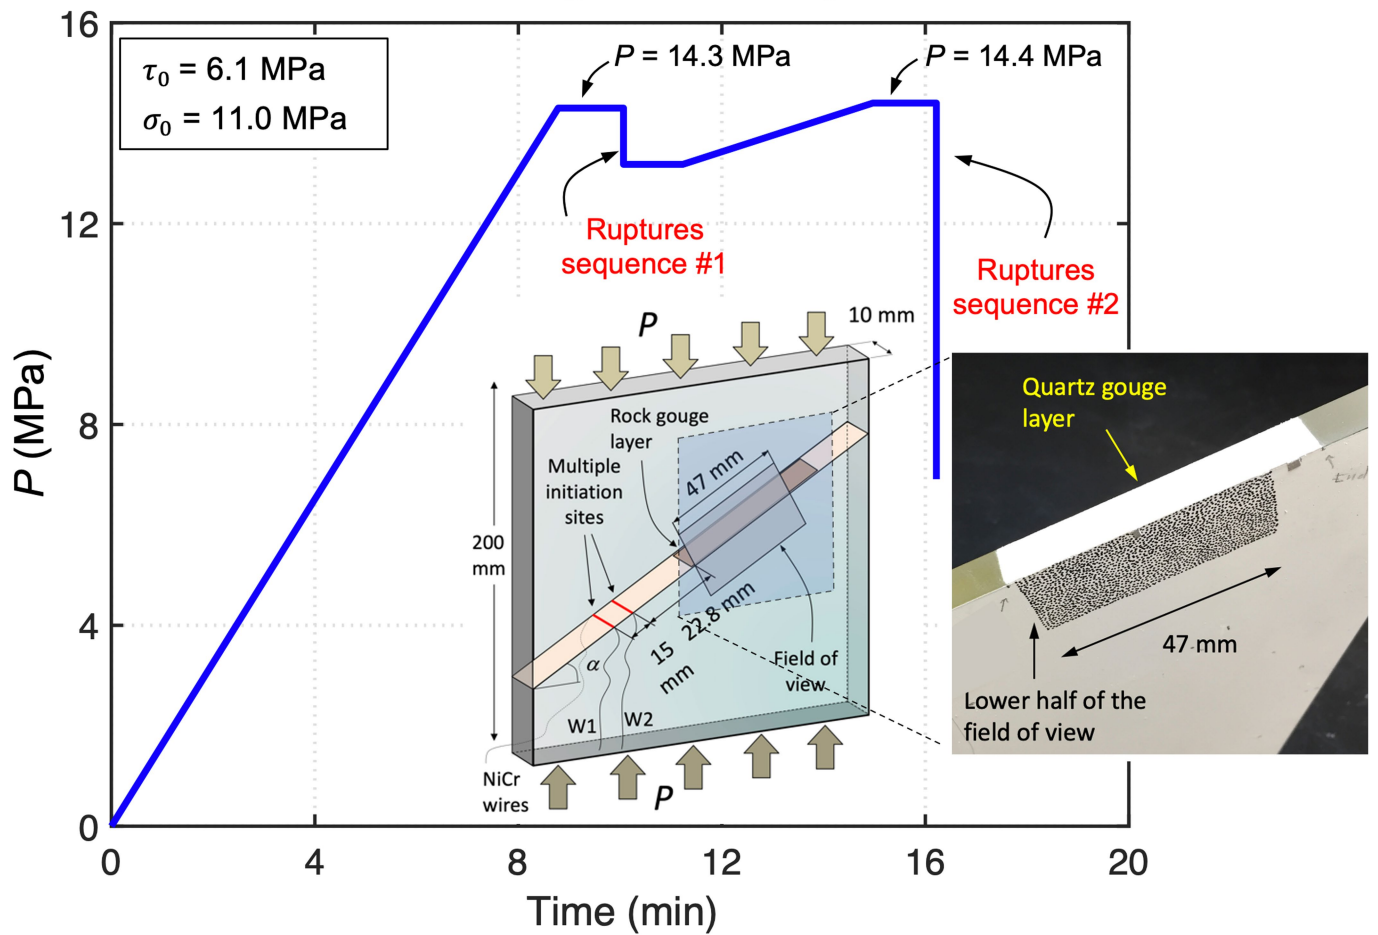 P (MPa)
16
12
8
4
0
0
4
8
12
16
20
Time (min)
τ₀ = 6.1 MPa
σ₀ = 11.0 MPa
P = 14.3 MPa
P = 14.4 MPa
Ruptures
sequence #1
Ruptures
sequence #2
P
10 mm
Rock gouge
layer
Multiple
initiation
sites
47 mm
200
mm
22.8 mm
15
mm
α
Field of
view
W1
W2
NiCr
wires
P
Quartz gouge
layer
End
47 mm
Lower half of the
field of view